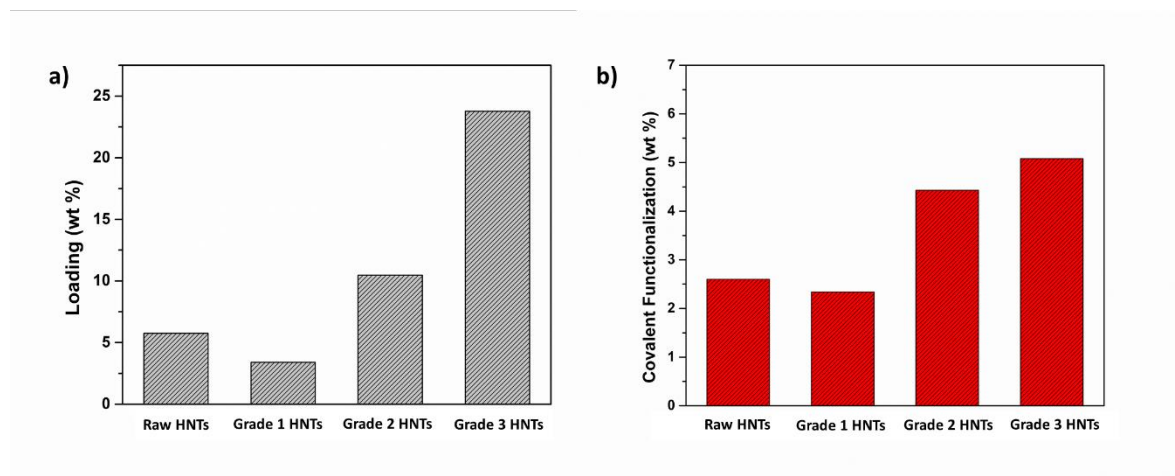 a)
Loading (wt %)
25
20
15
10
5
0
Raw HNTs Grade 1 HNTs Grade 2 HNTs Grade 3 HNTs
b)
Covalent Functionalization (wt %)
7
6
5
4
3
2
1
0
Raw HNTs Grade 1 HNTs Grade 2 HNTs Grade 3 HNTs